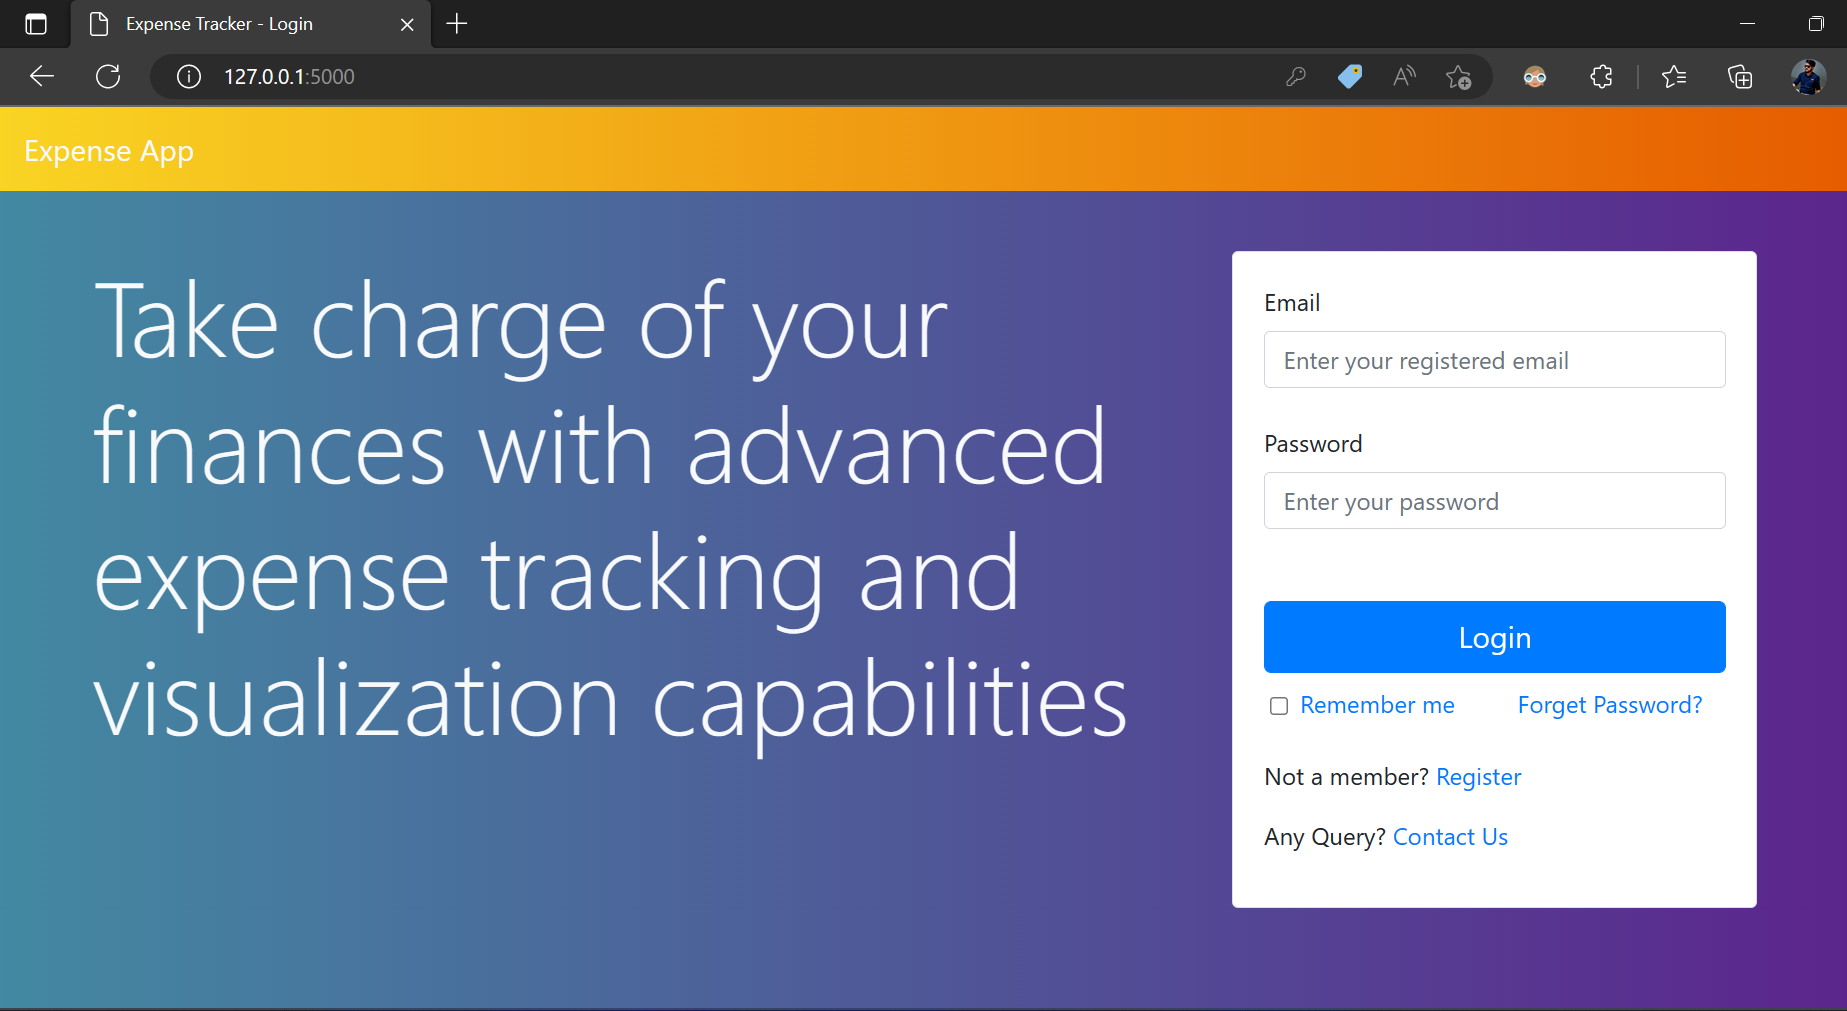 Expense Tracker - Login
127.0.0.1:5000
Expense App
Take charge of your
finances with advanced
expense tracking and
visualization capabilities
Email
Enter your registered email
Password
Enter your password
Login
Remember me
Forget Password?
Not a member? Register
Any Query? Contact Us